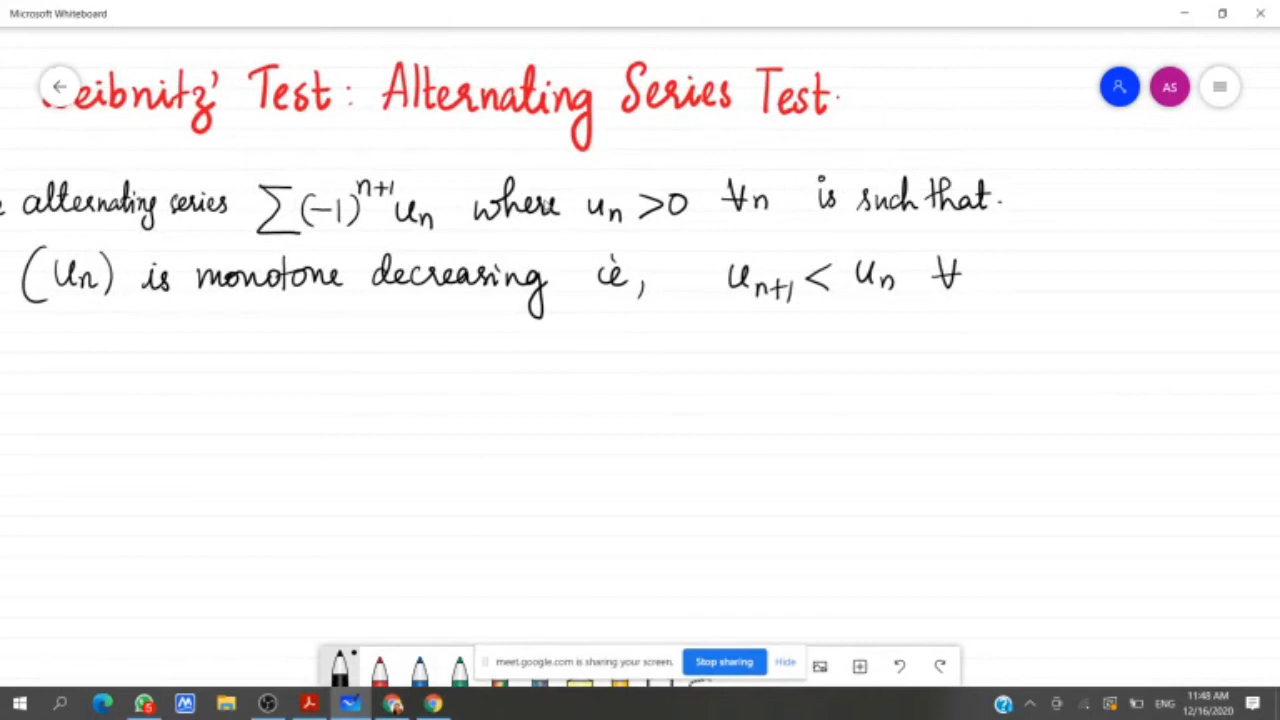 Microsoft Whiteboard
eibnitz' Test : Alternating Series Test.
AS
alternating series ∑(-1)^{n+1} u_n where u_n >0 ∀n is such that.
(u_n) is monotone decreasing ie, u_{n+1} < u_n ∀
meet.google.com is sharing your screen. Stop sharing Hide
5
ENG 11:48 AM
12/16/2020